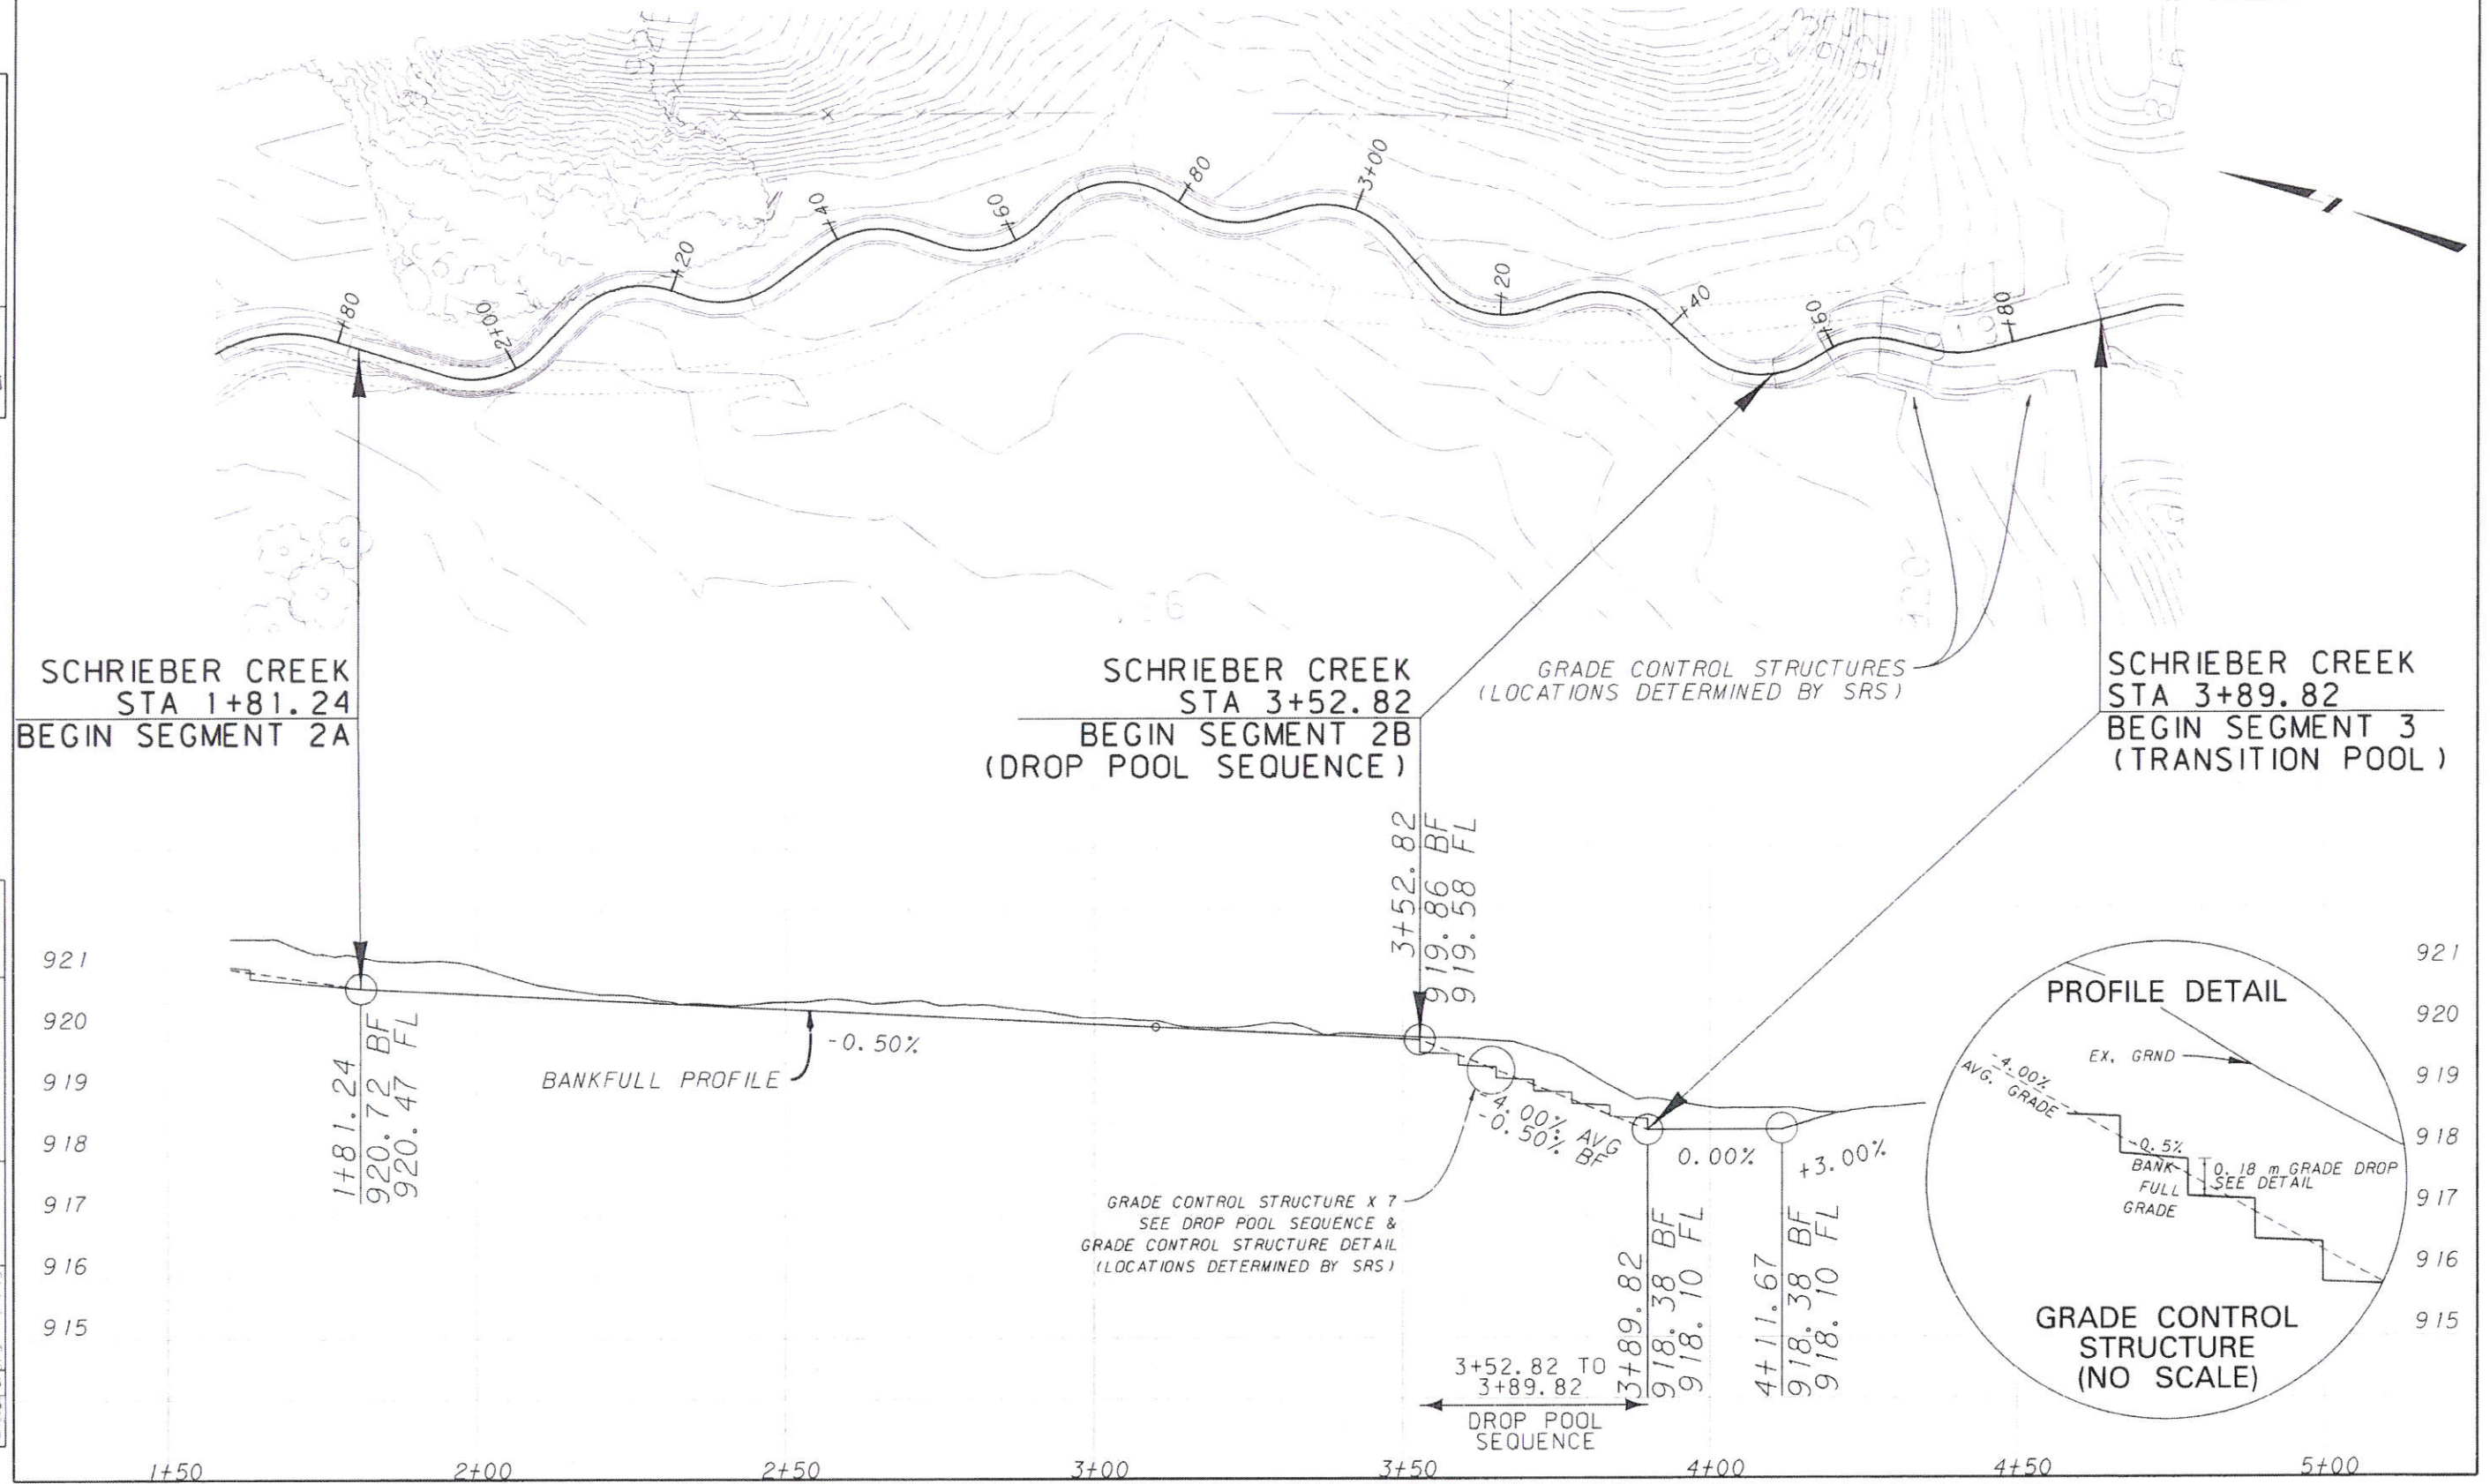 +80
2+00
+20
+40
+60
+80
3+00
+20
+40
+60
+80
920
SCHRIEBER CREEK
STA 1+81.24
BEGIN SEGMENT 2A
SCHRIEBER CREEK
STA 3+52.82
BEGIN SEGMENT 2B
(DROP POOL SEQUENCE)
GRADE CONTROL STRUCTURES
(LOCATIONS DETERMINED BY SRS)
SCHRIEBER CREEK
STA 3+89.82
BEGIN SEGMENT 3
(TRANSITION POOL)
3+52.82
919.86 BF
919.58 FL
921
920
919
918
917
916
915
1+81.24
920.72 BF
920.47 FL
BANKFULL PROFILE
-0.50%
-4.00% AVG
-0.50% BF
0.00%
+3.00%
GRADE CONTROL STRUCTURE X 7
SEE DROP POOL SEQUENCE &
GRADE CONTROL STRUCTURE DETAIL
(LOCATIONS DETERMINED BY SRS)
3+89.82
918.38 BF
918.10 FL
4+11.67
918.38 BF
918.10 FL
3+52.82 TO
3+89.82
DROP POOL
SEQUENCE
PROFILE DETAIL
EX. GRND
-4.00%
AVG. GRADE
-0.5%
BANK
FULL
GRADE
0.18 m GRADE DROP
SEE DETAIL
GRADE CONTROL
STRUCTURE
(NO SCALE)
921
920
919
918
917
916
915
1+50
2+00
2+50
3+00
3+50
4+00
4+50
5+00